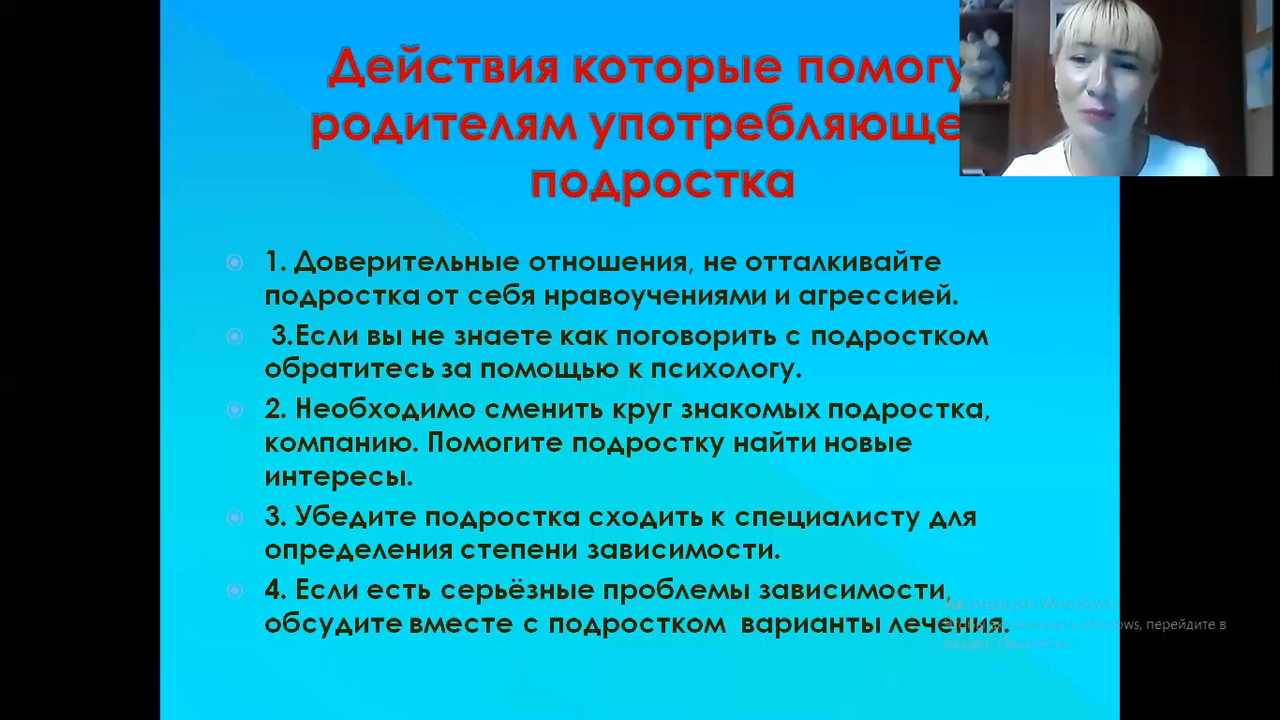 Действия которые помогу
родителям употребляюще
подростка
1. Доверительные отношения, не отталкивайте
подростка от себя нравоучениями и агрессией.
3.Если вы не знаете как поговорить с подростком
обратитесь за помощью к психологу.
2. Необходимо сменить круг знакомых подростка,
компанию. Помогите подростку найти новые
интересы.
3. Убедите подростка сходить к специалисту для
определения степени зависимости.
4. Если есть серьёзные проблемы зависимости,
обсудите вместе с подростком варианты лечения.
Активация Windows
Windows, перейдите в
раздел "Параметры".